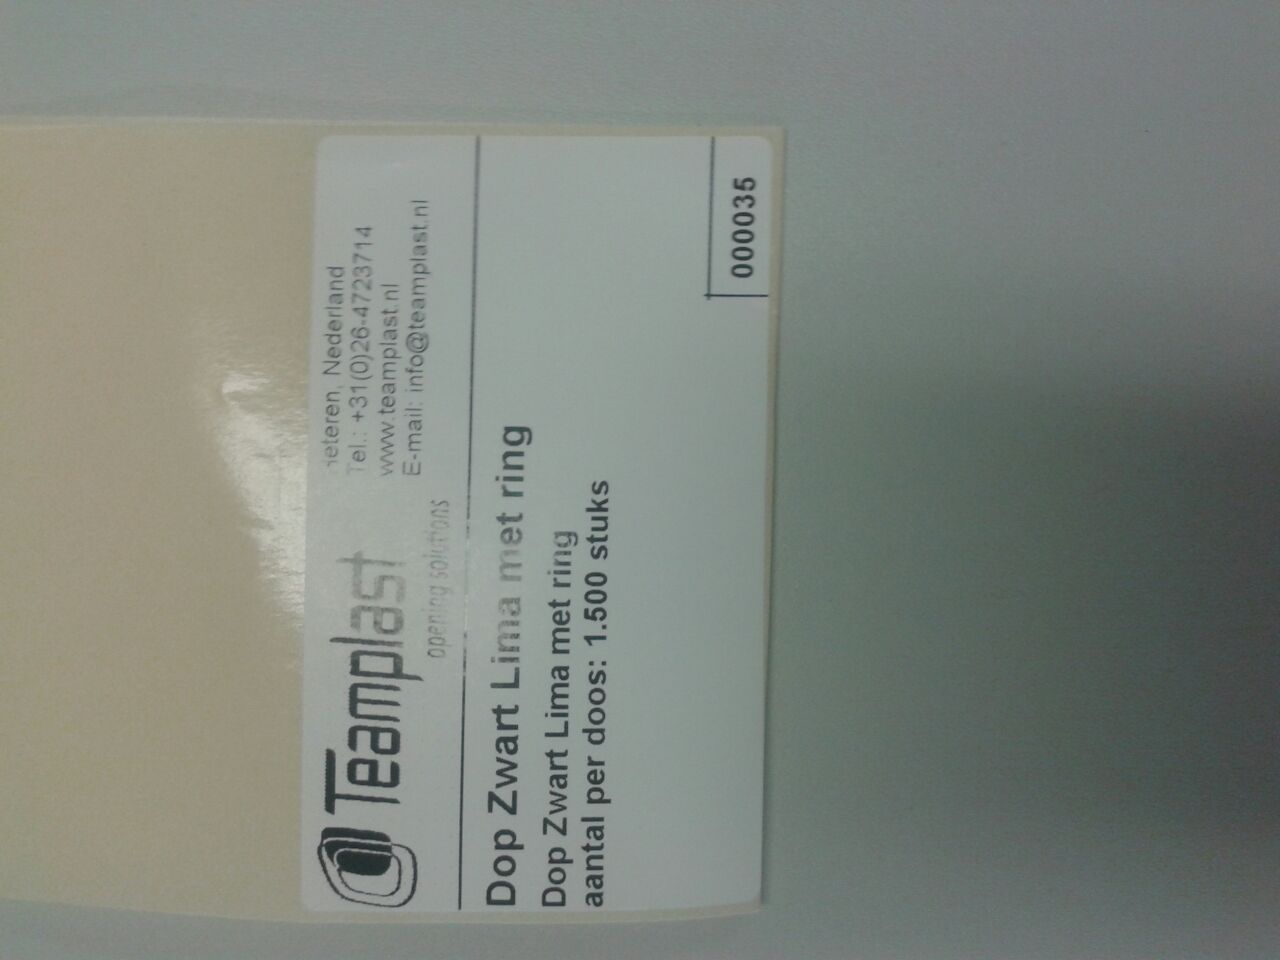 Teamplast
opening solutions
Nederland
Tel.: +31(0)26-4723714
www.teamplast.nl
E-mail: info@teamplast.nl
Dop Zwart Lima met ring
Dop Zwart Lima met ring
aantal per doos: 1.500 stuks
000035